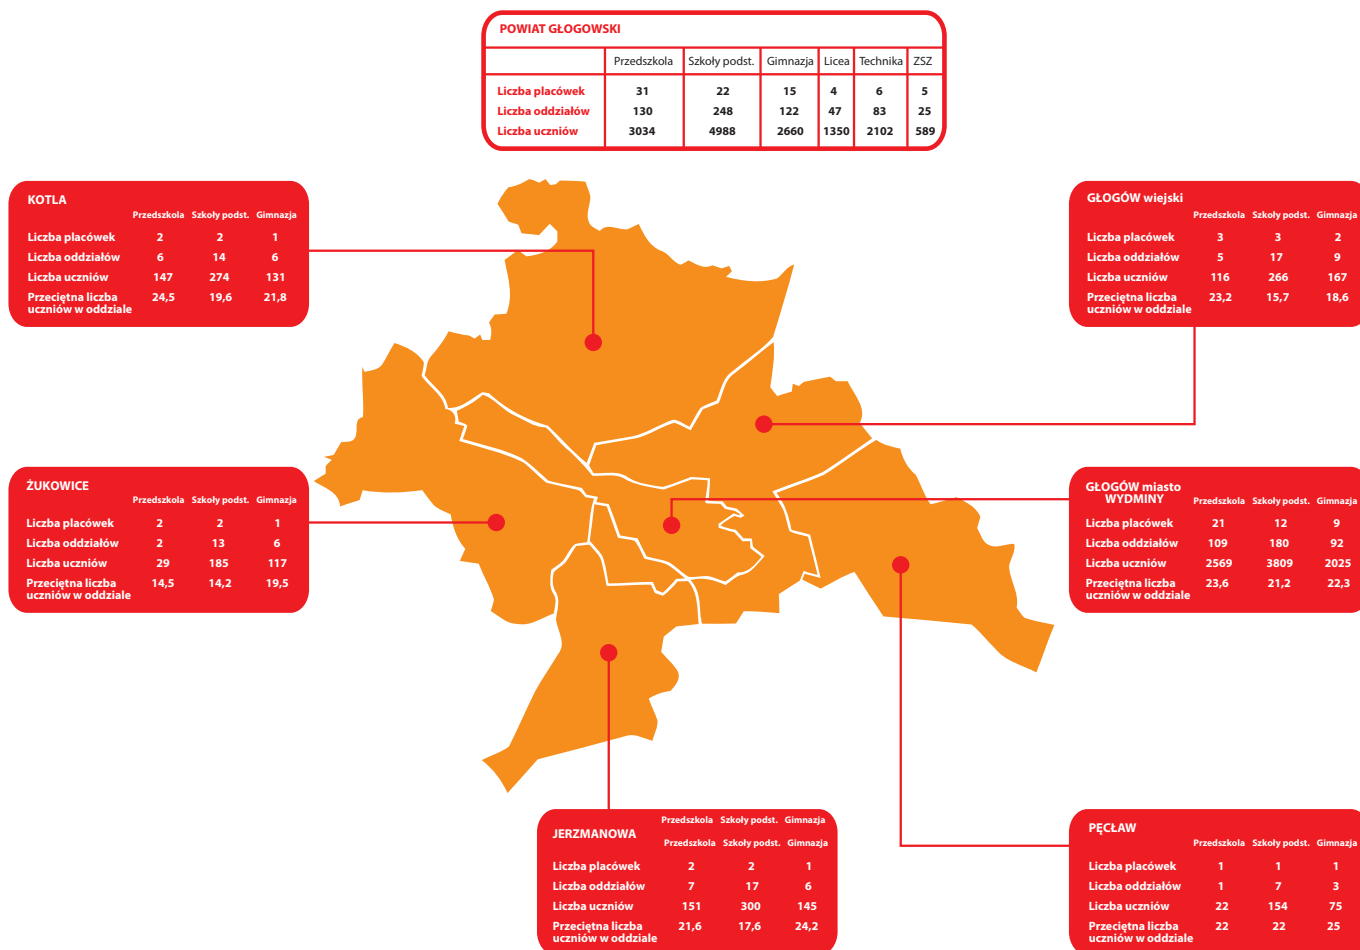 POWIAT GŁOGOWSKI
Przedszkola Szkoły podst. Gimnazja Licea Technika ZSZ
Liczba placówek 31 22 15 4 6 5
Liczba oddziałów 130 248 122 47 83 25
Liczba uczniów 3034 4988 2660 1350 2102 589
KOTLA
Przedszkola Szkoły podst. Gimnazja
Liczba placówek 2 2 1
Liczba oddziałów 6 14 6
Liczba uczniów 147 274 131
Przeciętna liczba 24,5 19,6 21,8
uczniów w oddziale
GŁOGÓW wiejski
Przedszkola Szkoły podst. Gimnazja
Liczba placówek 3 3 2
Liczba oddziałów 5 17 9
Liczba uczniów 116 266 167
Przeciętna liczba 23,2 15,7 18,6
uczniów w oddziale
ŻUKOWICE
Przedszkola Szkoły podst. Gimnazja
Liczba placówek 2 2 1
Liczba oddziałów 2 13 6
Liczba uczniów 29 185 117
Przeciętna liczba 14,5 14,2 19,5
uczniów w oddziale
GŁOGÓW miasto
WYDMINY Przedszkola Szkoły podst. Gimnazja
Liczba placówek 21 12 9
Liczba oddziałów 109 180 92
Liczba uczniów 2569 3809 2025
Przeciętna liczba 23,6 21,2 22,3
uczniów w oddziale
Przedszkola Szkoły podst. Gimnazja
JERZMANOWA
Przedszkola Szkoły podst. Gimnazja
Liczba placówek 2 2 1
Liczba oddziałów 7 17 6
Liczba uczniów 151 300 145
Przeciętna liczba 21,6 17,6 24,2
uczniów w oddziale
PĘCŁAW
Przedszkola Szkoły podst. Gimnazja
Liczba placówek 1 1 1
Liczba oddziałów 1 7 3
Liczba uczniów 22 154 75
Przeciętna liczba 22 22 25
uczniów w oddziale